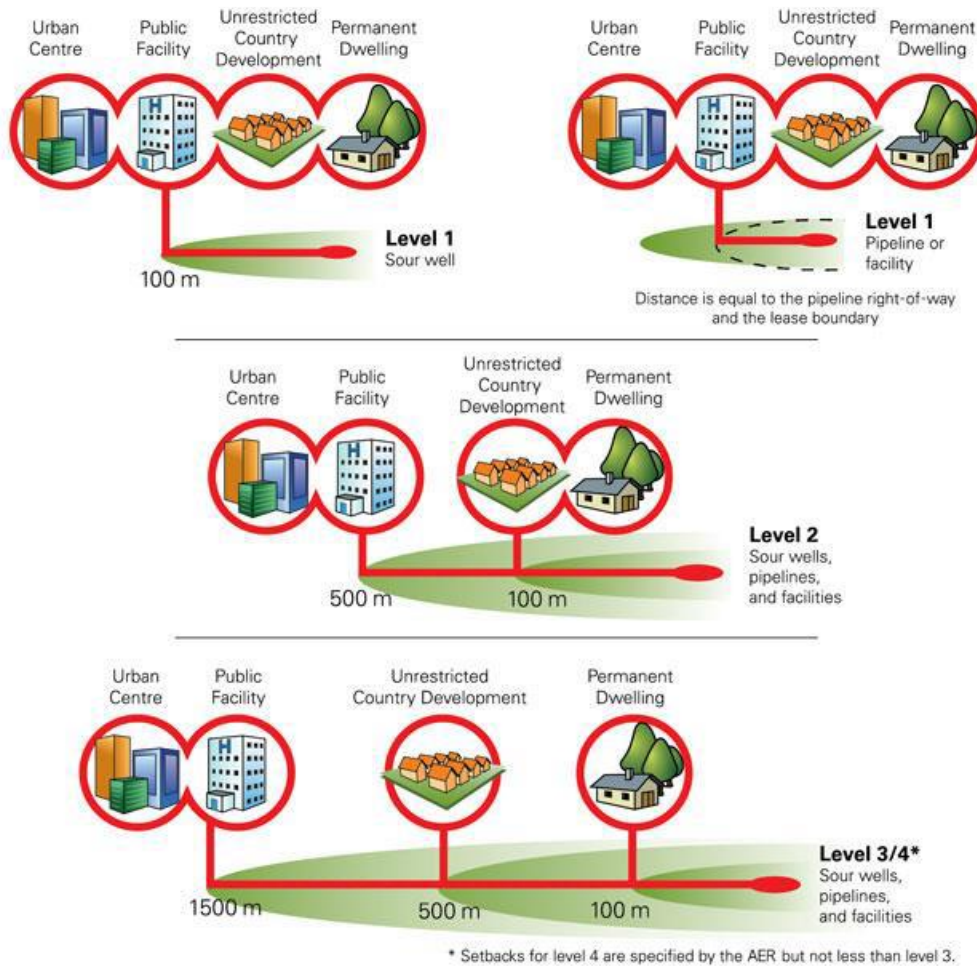 Urban
Centre
Public
Facility
Unrestricted
Country
Development
Permanent
Dwelling
H
Level 1
Sour well
100 m
Urban
Centre
Public
Facility
Unrestricted
Country
Development
Permanent
Dwelling
H
Level 1
Pipeline or
facility
Distance is equal to the pipeline right-of-way
and the lease boundary
Urban
Centre
Public
Facility
Unrestricted
Country
Development
Permanent
Dwelling
H
Level 2
Sour wells,
pipelines,
and facilities
500 m
100 m
Urban
Centre
Public
Facility
Unrestricted
Country Development
Permanent
Dwelling
H
Level 3/4*
Sour wells,
pipelines,
and facilities
1500 m
500 m
100 m
* Setbacks for level 4 are specified by the AER but not less than level 3.